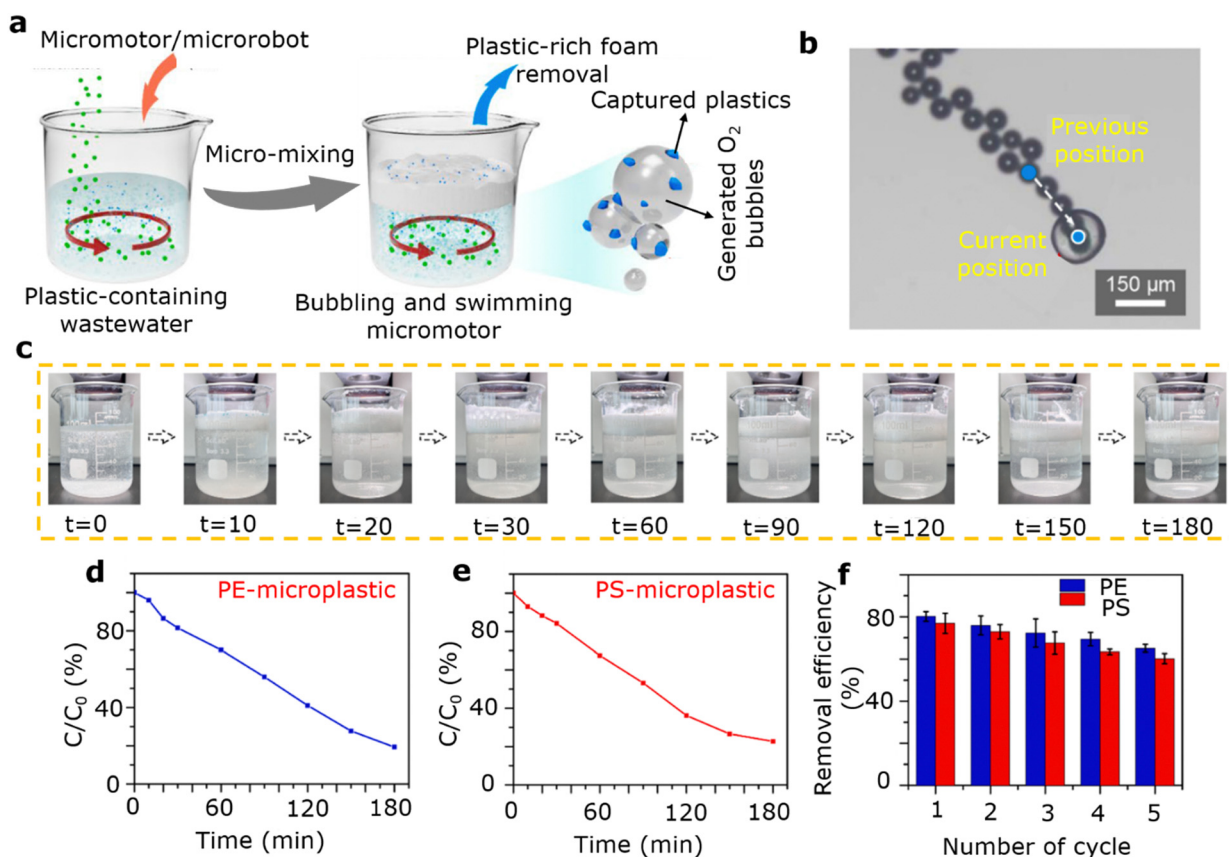 a
Micromotor/microrobot
Plastic-rich foam
removal
Captured plastics
Micro-mixing
Generated O₂
bubbles
Plastic-containing
wastewater
Bubbling and swimming
micromotor
b
Previous
position
Current
position
150 µm
c
t=0
t=10
t=20
t=30
t=60
t=90
t=120
t=150
t=180
d
PE-microplastic
C/C₀ (%)
80
40
0
0
60
120
180
Time (min)
e
PS-microplastic
C/C₀ (%)
80
40
0
0
60
120
180
Time (min)
f
PE
PS
Removal efficiency
(%)
80
40
0
1
2
3
4
5
Number of cycle